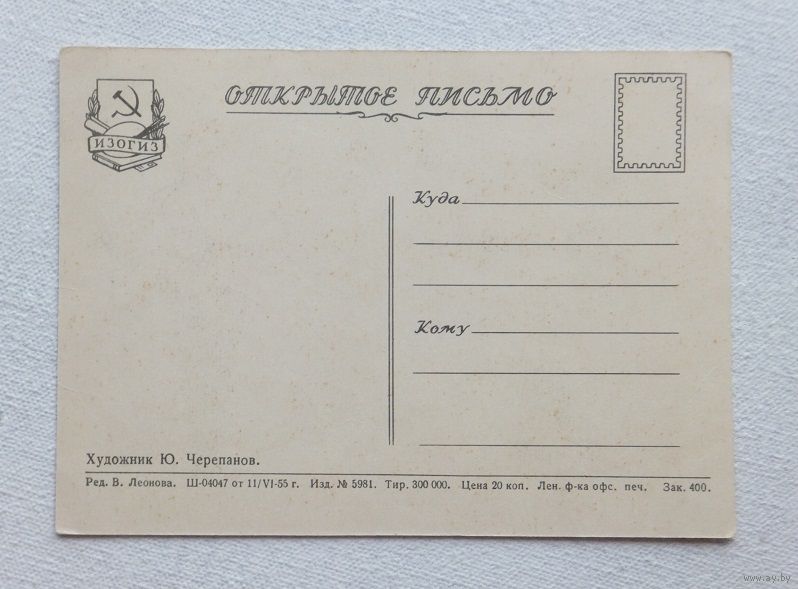 ОТКРЫТОЕ ПИСЬМО
ИЗОГИЗ
Куда
Кому
Художник Ю. Черепанов.
Ред. В. Леонова. Ш-04047 от 11/VI-55 г. Изд. № 5981. Тир. 300 000. Цена 20 коп. Лен. ф-ка офс. печ. Зак. 400.
www.ay.by